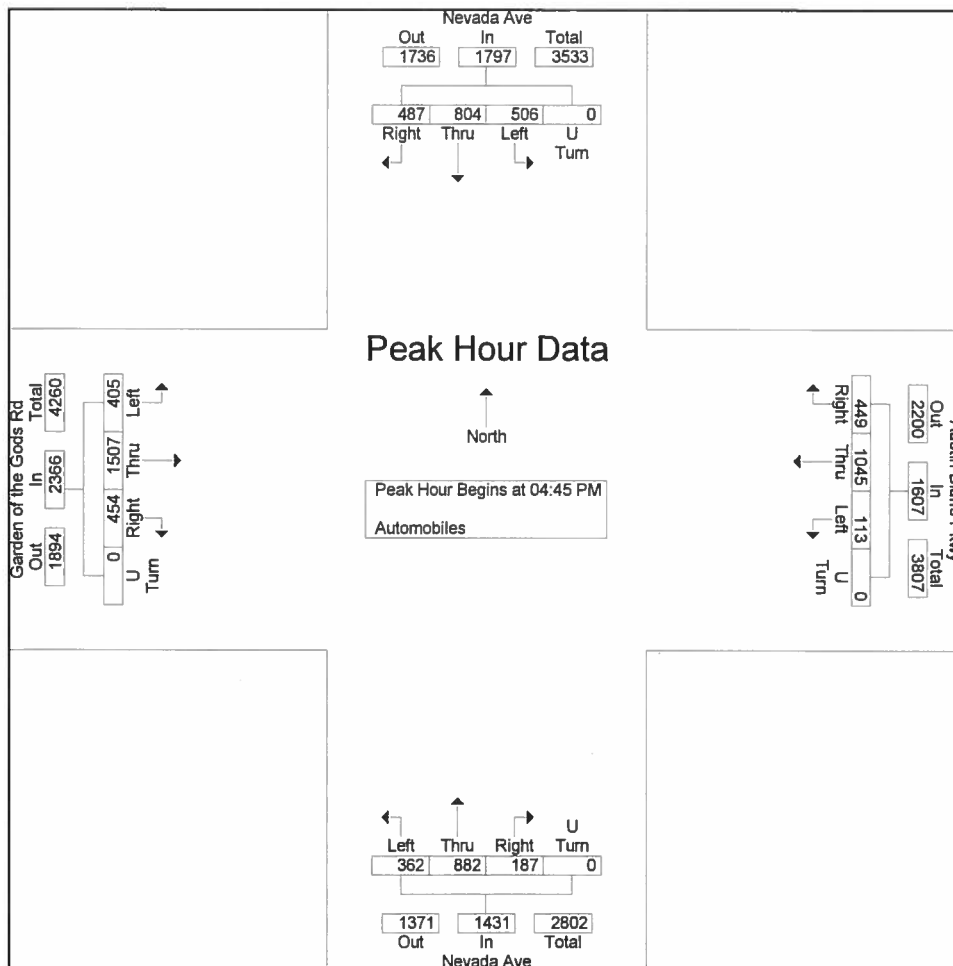 Nevada Ave
Out In Total
1736 1797 3533
487 804 506 0
Right Thru Left U Turn
Peak Hour Data
North
Peak Hour Begins at 04:45 PM
Automobiles
Garden of the Gods Rd
Out In Total
1894 2366 4260
Left Thru Right U Turn
405 1507 454 0
Out In Total
2200 1607 3807
449 1045 113 0
Right Thru Left U Turn
U
Left Thru Right Turn
362 882 187 0
1371 1431 2802
Out In Total
Nevada Ave